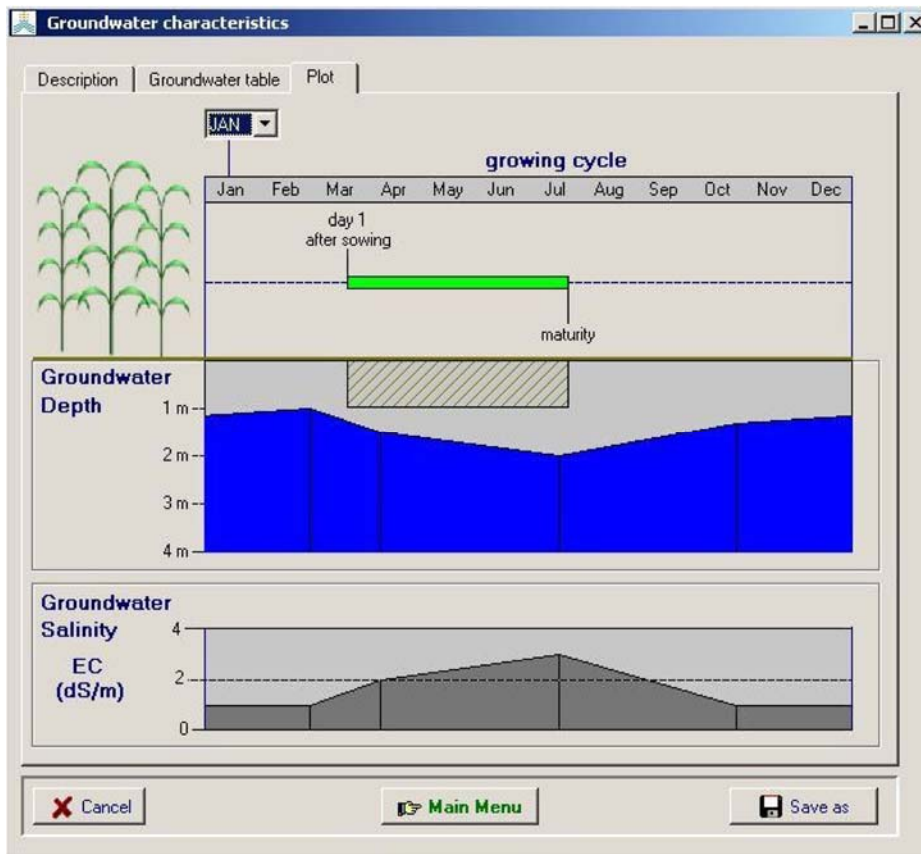 Groundwater characteristics
Description Groundwater table Plot
JAN
growing cycle
Jan Feb Mar Apr May Jun Jul Aug Sep Oct Nov Dec
day 1
after sowing
maturity
Groundwater
Depth
1 m
2 m
3 m
4 m
Groundwater
Salinity
4
EC
(dS/m)
2
0
Cancel Main Menu Save as